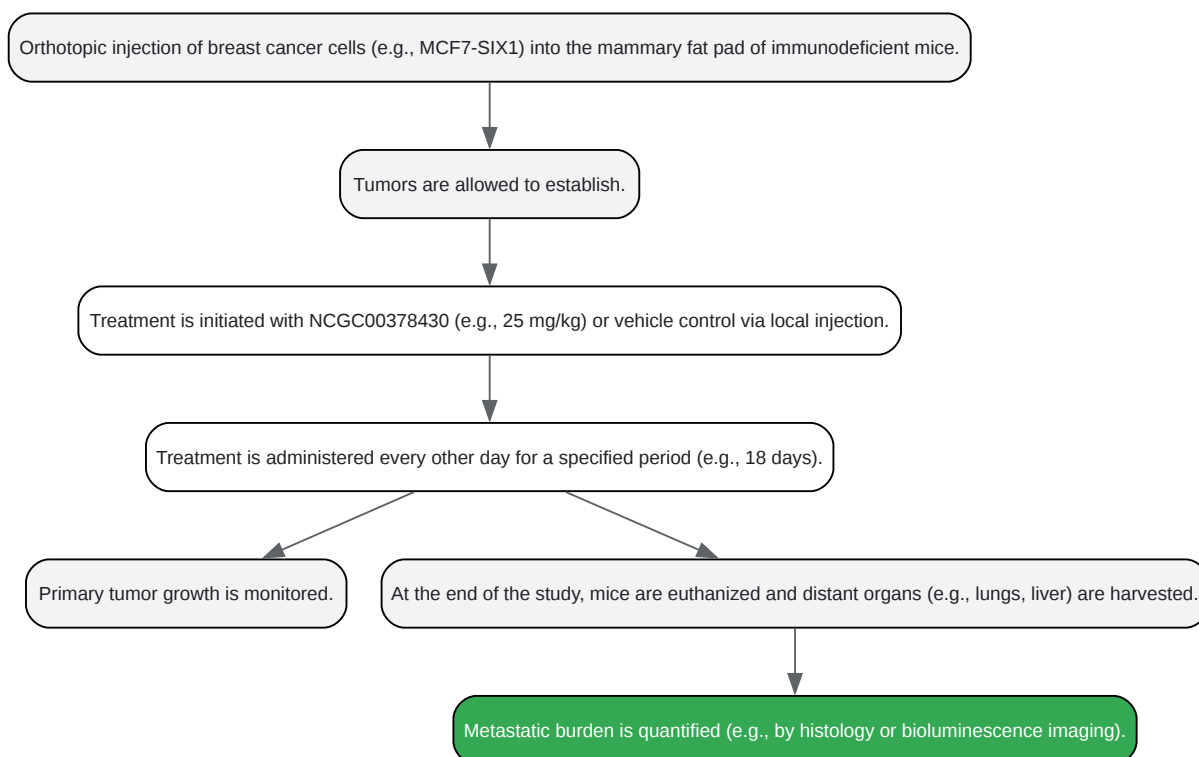 Orthotopic injection of breast cancer cells (e.g., MCF7-SIX1) into the mammary fat pad of immunodeficient mice.
Tumors are allowed to establish.
Treatment is initiated with NCGC00378430 (e.g., 25 mg/kg) or vehicle control via local injection.
Treatment is administered every other day for a specified period (e.g., 18 days).
Primary tumor growth is monitored.
At the end of the study, mice are euthanized and distant organs (e.g., lungs, liver) are harvested.
Metastatic burden is quantified (e.g., by histology or bioluminescence imaging).